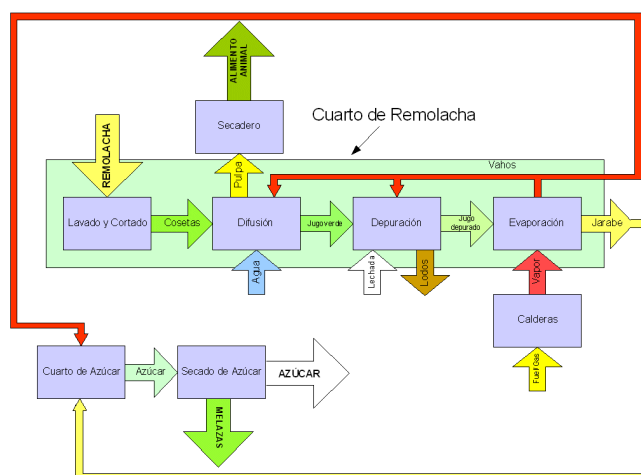 ALIMENTO
ANIMAL
Secadero
Cuarto de Remolacha
REMOLACHA
Pulpa
Vahos
Lavado y Cortado
Cosetas
Difusión
Jugo verde
Depuración
Jugo
depurado
Evaporación
Jarabe
Agua
Lechada
Lodos
Vapor
Calderas
Fuel/Gas
Cuarto de Azúcar
Azúcar
Secado de Azúcar
AZÚCAR
MELAZAS